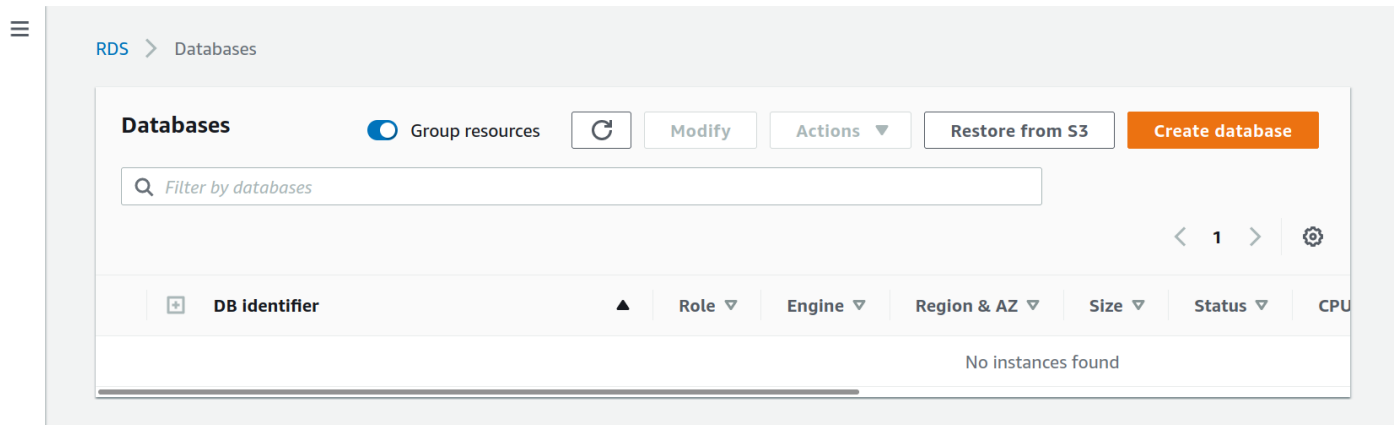 RDS > Databases
Databases
Group resources
Modify
Actions
Restore from S3
Create database
Filter by databases
1
DB identifier
Role
Engine
Region & AZ
Size
Status
CPU
No instances found